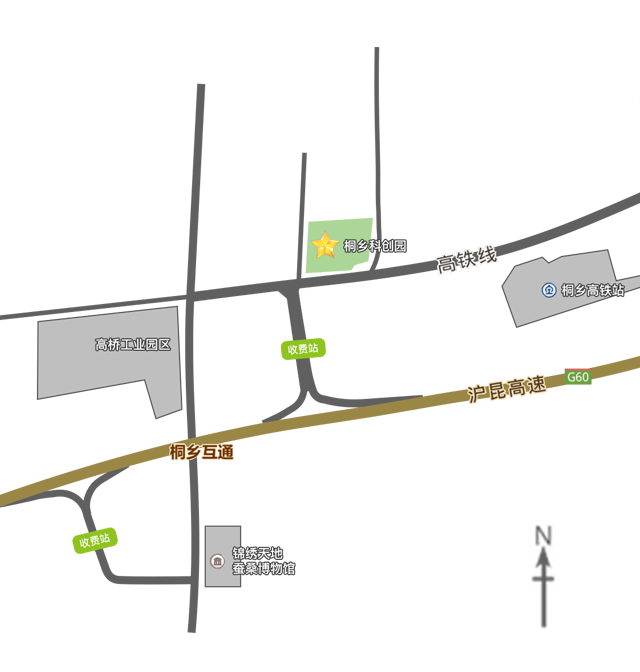 桐乡科创园
高铁线
桐乡高铁站
高桥工业园区
收费站
G60
沪昆高速
桐乡互通
收费站
锦绣天地
蚕桑博物馆
N